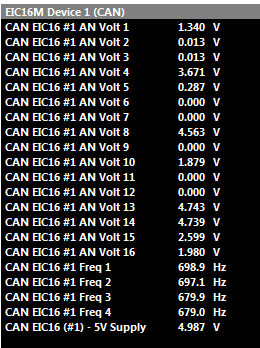 EIC16M Device 1 (CAN)
CAN EIC16 #1 AN Volt 1 1.340 V
CAN EIC16 #1 AN Volt 2 0.013 V
CAN EIC16 #1 AN Volt 3 0.013 V
CAN EIC16 #1 AN Volt 4 3.671 V
CAN EIC16 #1 AN Volt 5 0.287 V
CAN EIC16 #1 AN Volt 6 0.000 V
CAN EIC16 #1 AN Volt 7 0.000 V
CAN EIC16 #1 AN Volt 8 4.563 V
CAN EIC16 #1 AN Volt 9 0.000 V
CAN EIC16 #1 AN Volt 10 1.879 V
CAN EIC16 #1 AN Volt 11 0.000 V
CAN EIC16 #1 AN Volt 12 0.000 V
CAN EIC16 #1 AN Volt 13 4.743 V
CAN EIC16 #1 AN Volt 14 4.739 V
CAN EIC16 #1 AN Volt 15 2.599 V
CAN EIC16 #1 AN Volt 16 1.980 V
CAN EIC16 #1 Freq 1 698.9 Hz
CAN EIC16 #1 Freq 2 697.1 Hz
CAN EIC16 #1 Freq 3 679.9 Hz
CAN EIC16 #1 Freq 4 679.0 Hz
CAN EIC16 (#1) - 5V Supply 4.987 V